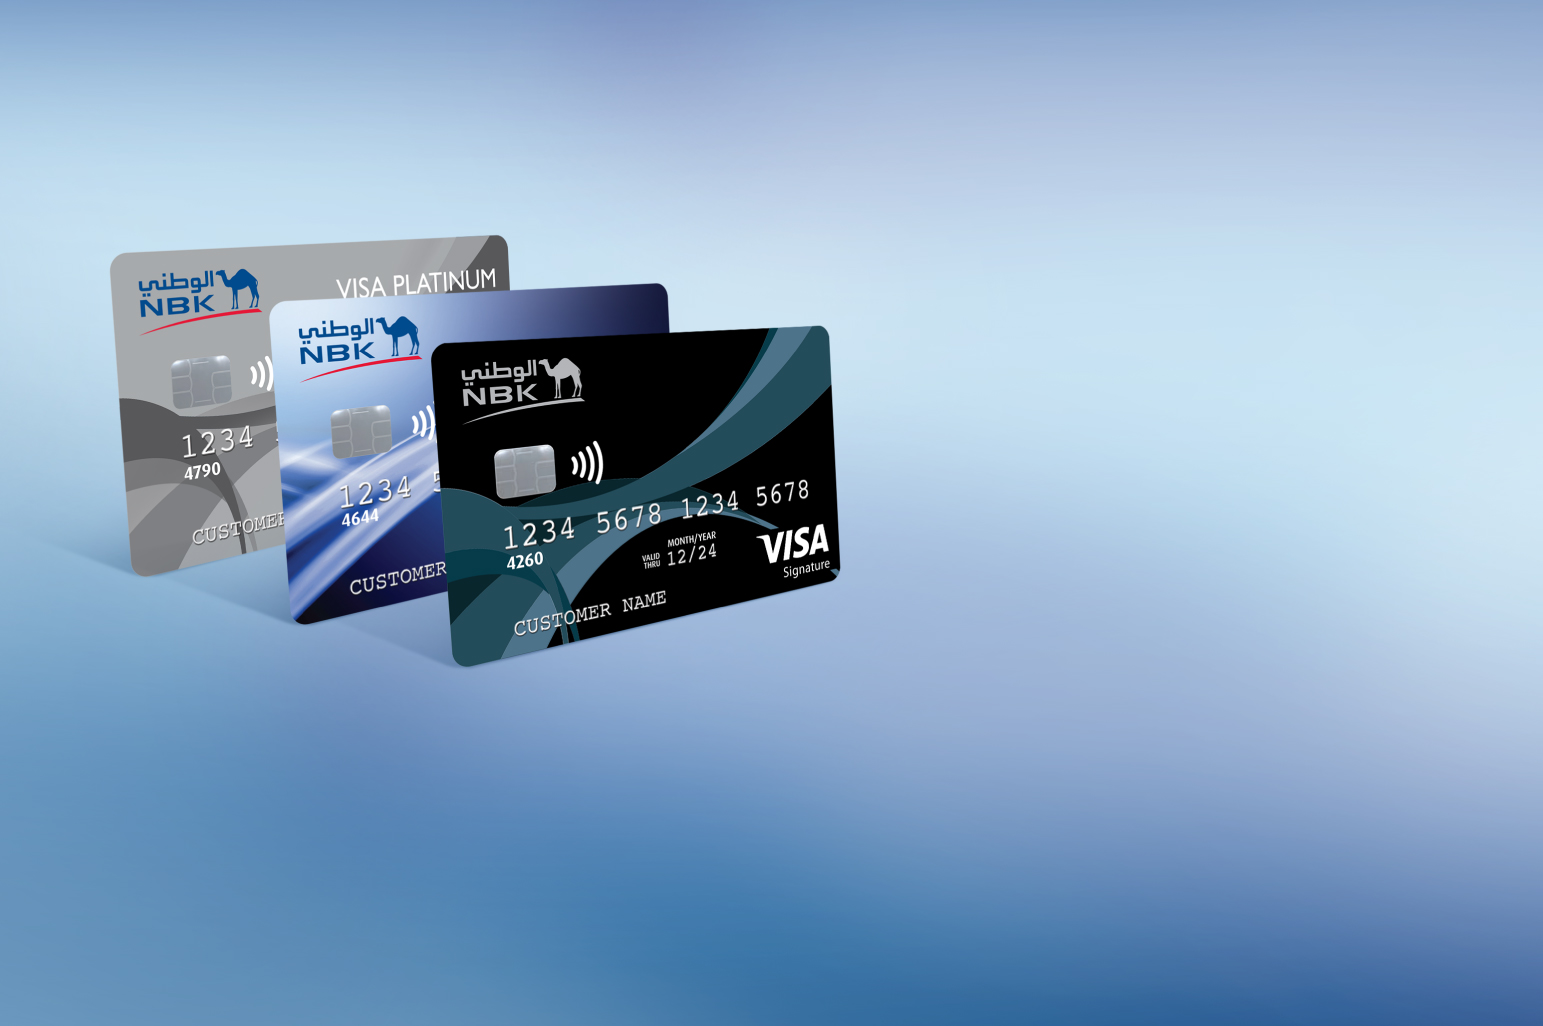 الوطني
NBK
VISA PLATINUM
1234
4790
CUSTOMER
الوطني
NBK
1234 5
4644
CUSTOMER
الوطني
NBK
1234 5678 1234 5678
4260
MONTH/YEAR
VALID THRU 12/24
VISA
Signature
CUSTOMER NAME